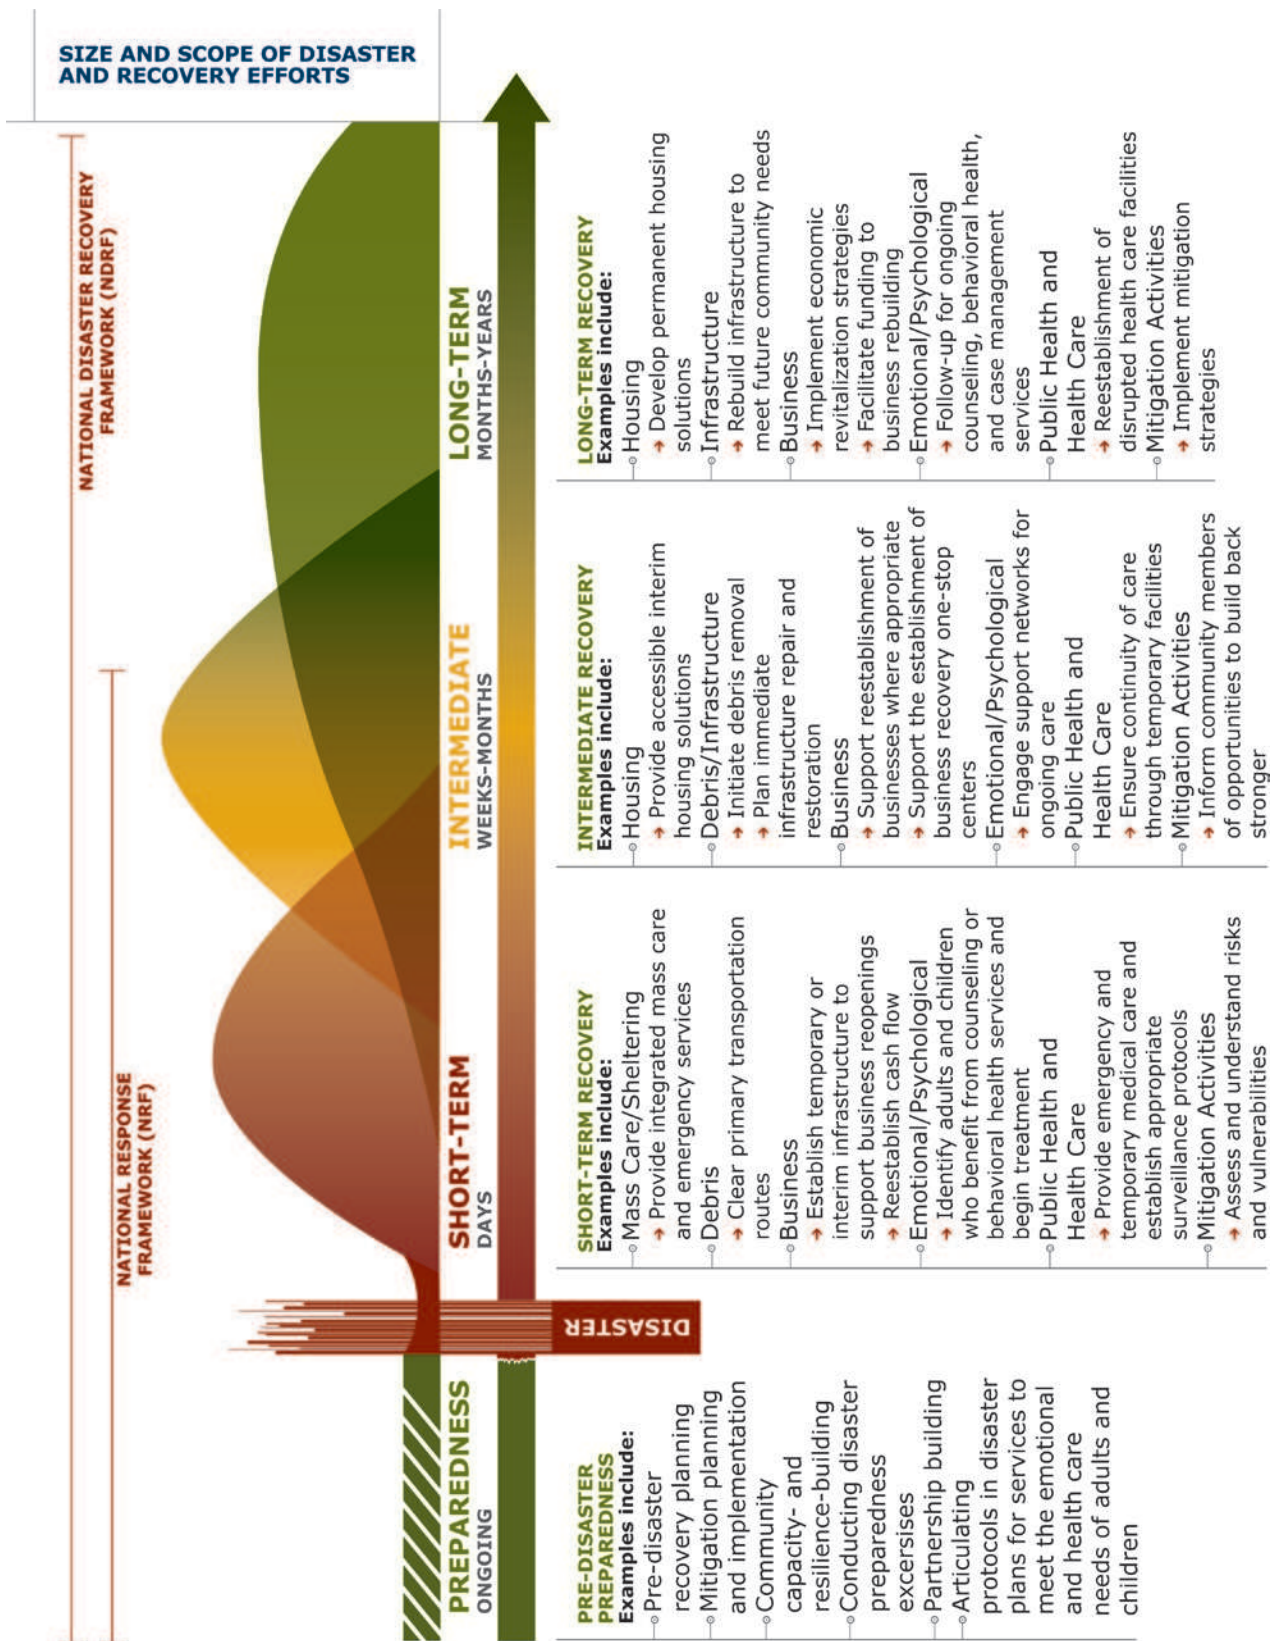 SIZE AND SCOPE OF DISASTER
AND RECOVERY EFFORTS
NATIONAL DISASTER RECOVERY
FRAMEWORK (NDRF)
NATIONAL RESPONSE
FRAMEWORK (NRF)
PREPAREDNESS
ONGOING
DISASTER
SHORT-TERM
DAYS
INTERMEDIATE
WEEKS-MONTHS
LONG-TERM
MONTHS-YEARS
PRE-DISASTER
PREPAREDNESS
Examples include:
Pre-disaster
recovery planning
Mitigation planning
and implementation
Community
capacity- and
resilience-building
Conducting disaster
preparedness
excersises
Partnership building
Articulating
protocols in disaster
plans for services to
meet the emotional
and health care
needs of adults and
children
SHORT-TERM RECOVERY
Examples include:
Mass Care/Sheltering
→ Provide integrated mass care
and emergency services
Debris
→ Clear primary transportation
routes
Business
→ Establish temporary or
interim infrastructure to
support business reopenings
→ Reestablish cash flow
Emotional/Psychological
→ Identify adults and children
who benefit from counseling or
behavioral health services and
begin treatment
Public Health and
Health Care
→ Provide emergency and
temporary medical care and
establish appropriate
surveillance protocols
Mitigation Activities
→ Assess and understand risks
and vulnerabilities
INTERMEDIATE RECOVERY
Examples include:
Housing
→ Provide accessible interim
housing solutions
Debris/Infrastructure
→ Initiate debris removal
→ Plan immediate
infrastructure repair and
restoration
Business
→ Support reestablishment of
businesses where appropriate
→ Support the establishment of
business recovery one-stop
centers
Emotional/Psychological
→ Engage support networks for
ongoing care
Public Health and
Health Care
→ Ensure continuity of care
through temporary facilities
Mitigation Activities
→ Inform community members
of opportunities to build back
stronger
LONG-TERM RECOVERY
Examples include:
Housing
→ Develop permanent housing
solutions
Infrastructure
→ Rebuild infrastructure to
meet future community needs
Business
→ Implement economic
revitalization strategies
→ Facilitate funding to
business rebuilding
Emotional/Psychological
→ Follow-up for ongoing
counseling, behavioral health,
and case management
services
Public Health and
Health Care
→ Reestablishment of
disrupted health care facilities
Mitigation Activities
→ Implement mitigation
strategies